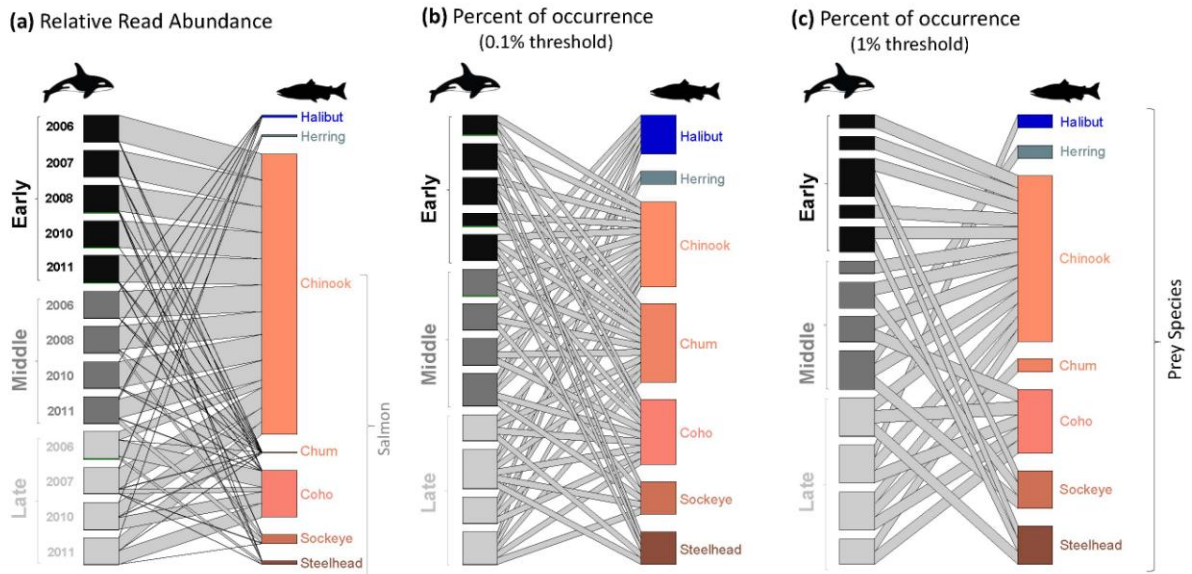 (a) Relative Read Abundance
Early
2006
2007
2008
2010
2011
Middle
2006
2008
2010
2011
Late
2006
2007
2010
2011
Halibut
Herring
Chinook
Chum
Coho
Sockeye
Steelhead
Salmon
(b) Percent of occurrence
(0.1% threshold)
Early
Middle
Late
Halibut
Herring
Chinook
Chum
Coho
Sockeye
Steelhead
(c) Percent of occurrence
(1% threshold)
Early
Middle
Late
Halibut
Herring
Chinook
Chum
Coho
Sockeye
Steelhead
Prey Species